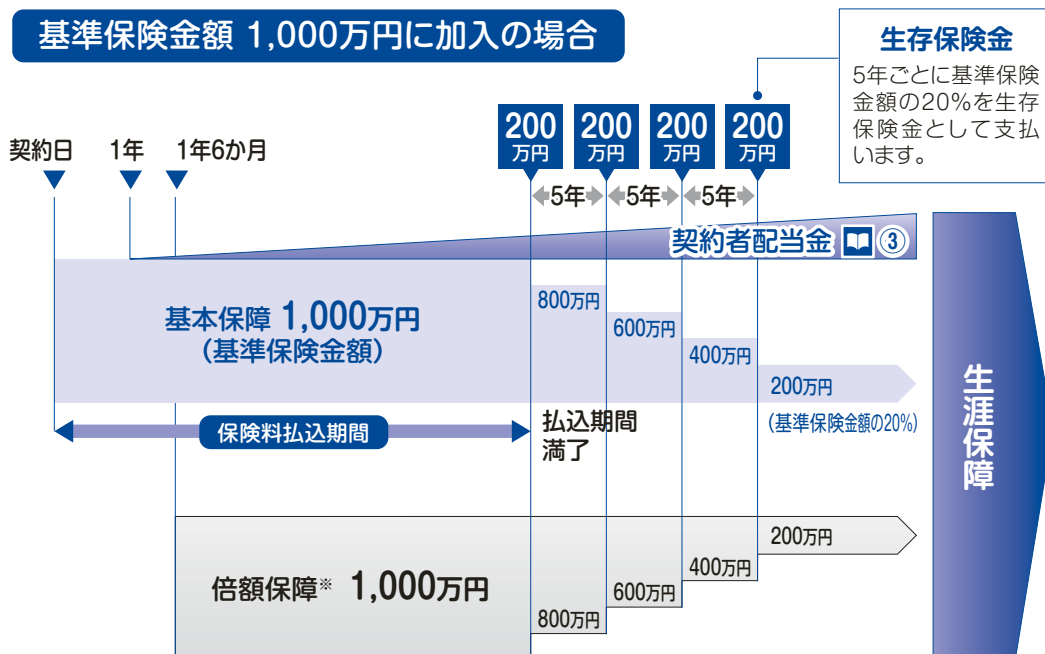 基準保険金額 1,000万円に加入の場合
生存保険金
5年ごとに基準保険
金額の20%を生存
保険金として支払
います。
契約日
1年
1年6か月
200
万円
200
万円
200
万円
200
万円
5年
5年
5年
契約者配当金 ③
基本保障 1,000万円
(基準保険金額)
800万円
600万円
400万円
200万円
(基準保険金額の20%)
保険料払込期間
払込期間
満了
生涯保障
倍額保障※ 1,000万円
800万円
600万円
400万円
200万円